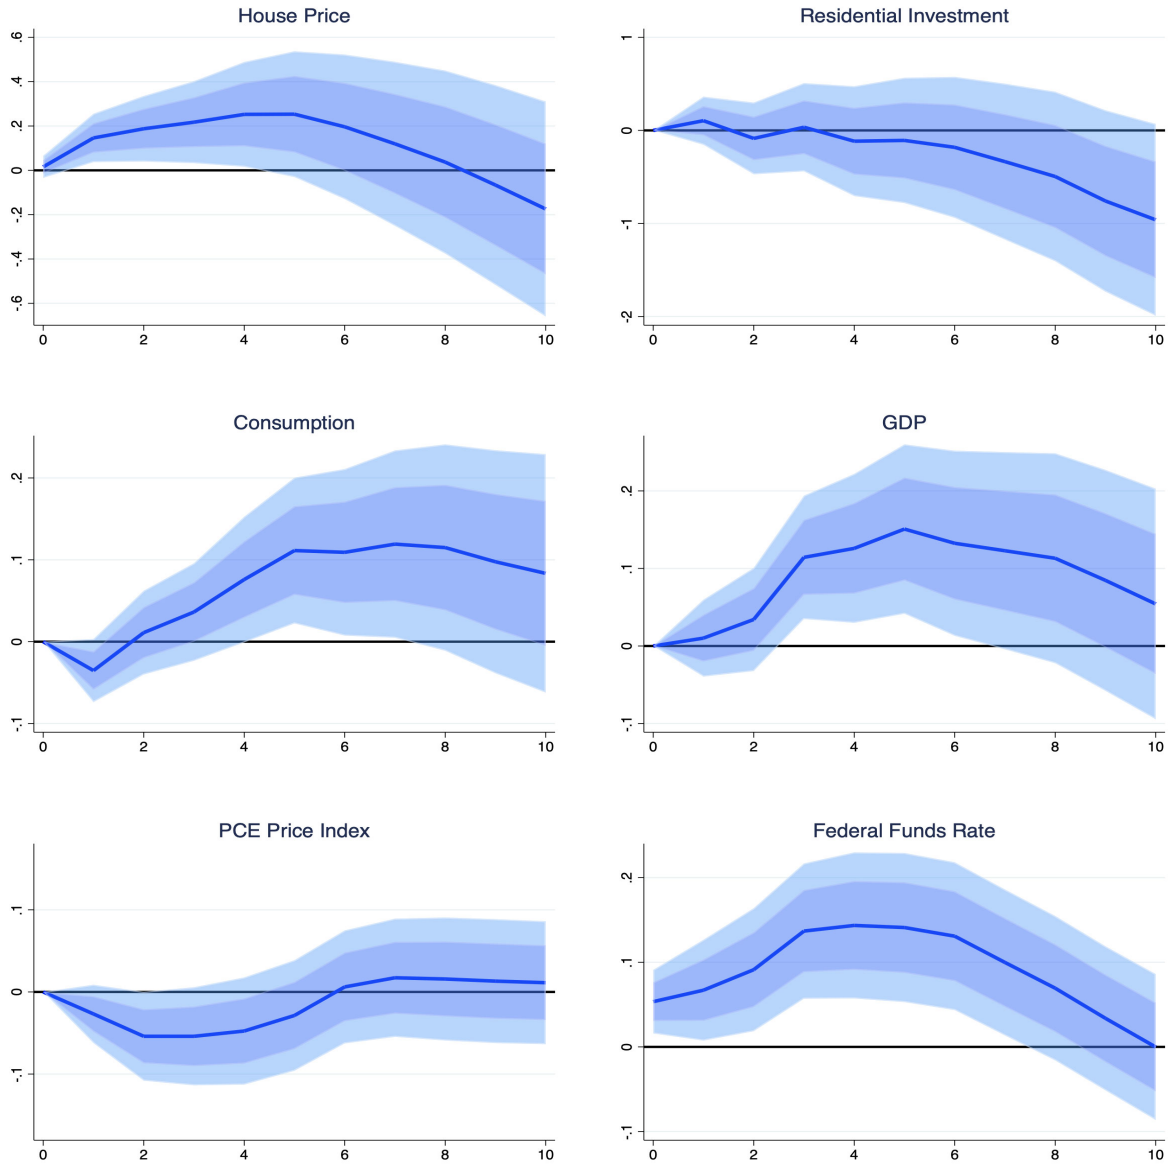 House Price
.6
.4
.2
0
-.2
-.4
-.6
0 2 4 6 8 10
Residential Investment
1
0
-1
-2
0 2 4 6 8 10
Consumption
.2
.1
0
-.1
0 2 4 6 8 10
GDP
.2
.1
0
-.1
0 2 4 6 8 10
PCE Price Index
.1
0
-.1
0 2 4 6 8 10
Federal Funds Rate
.2
.1
0
-.1
0 2 4 6 8 10